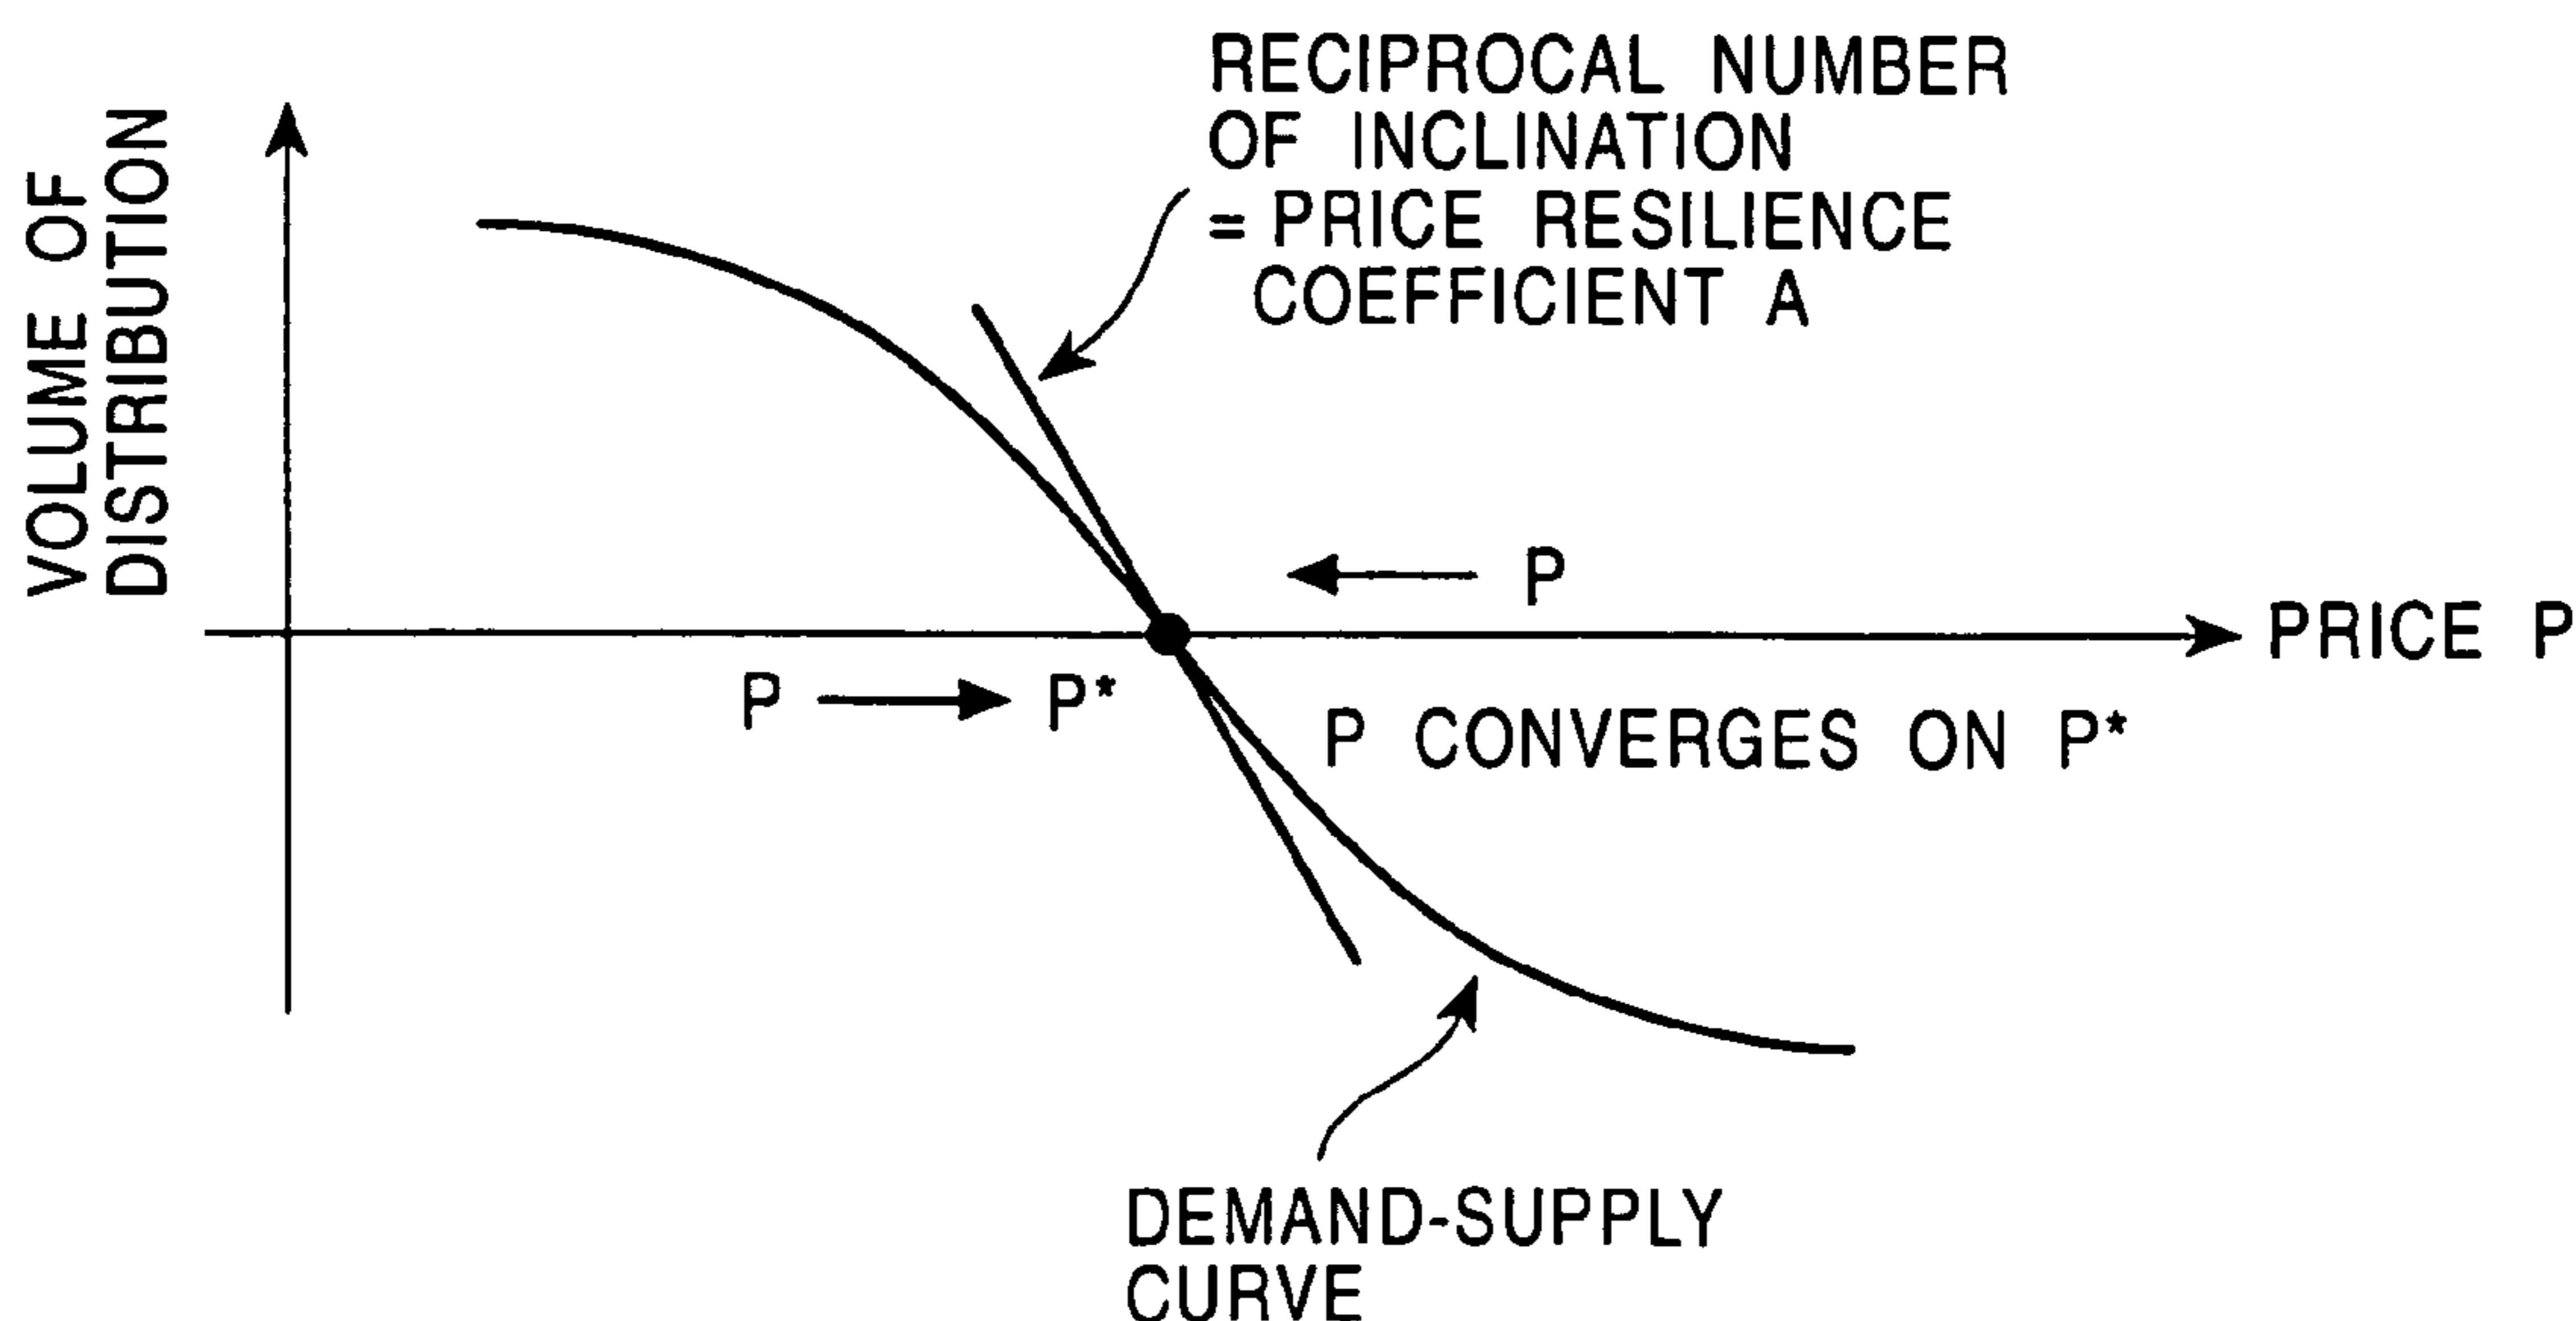 VOLUME OF
DISTRIBUTION
RECIPROCAL NUMBER
OF INCLINATION
= PRICE RESILIENCE
COEFFICIENT A
P
PRICE P
P P*
P CONVERGES ON P*
DEMAND-SUPPLY
CURVE